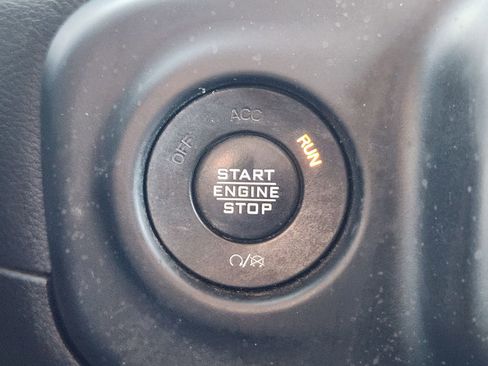 OFF
ACC
RUN
START
ENGINE
STOP